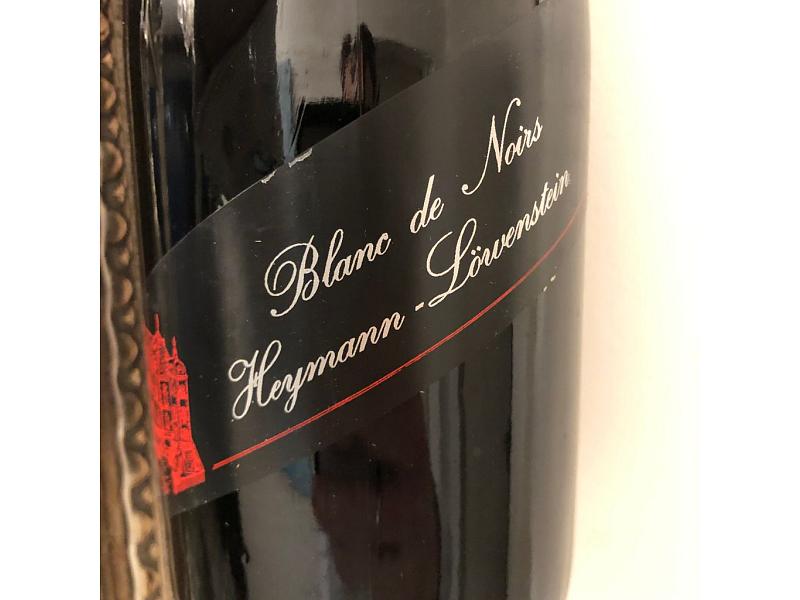 Blanc de Noirs
Heymann - Löwenstein